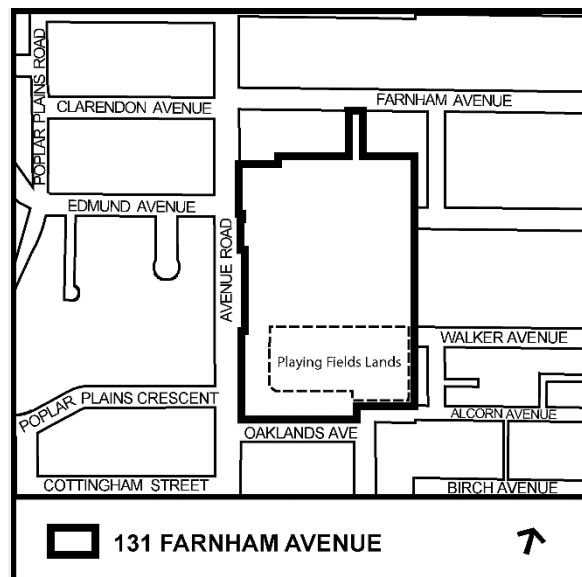 POPLAR PLAINS ROAD
CLARENDON AVENUE
FARNHAM AVENUE
EDMUND AVENUE
AVENUE ROAD
WALKER AVENUE
Playing Fields Lands
POPLAR PLAINS CRESCENT
ALCORN AVENUE
OAKLANDS AVE
COTTINGHAM STREET
BIRCH AVENUE
131 FARNHAM AVENUE